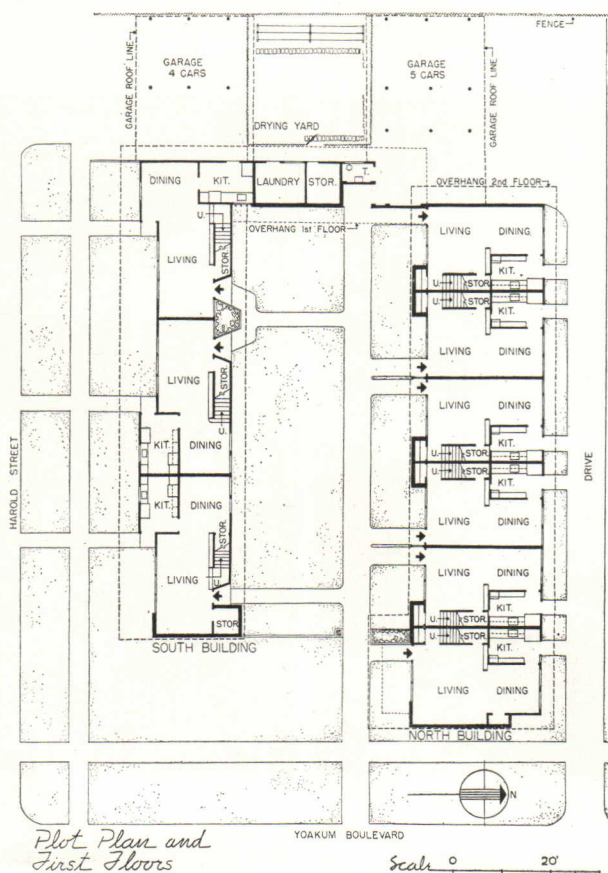 FENCE
GARAGE ROOF LINE
GARAGE
4 CARS
GARAGE
5 CARS
GARAGE ROOF LINE
DRYING YARD
DINING
KIT.
LAUNDRY
STOR.
T.
OVERHANG 2nd FLOOR
U.
OVERHANG 1st FLOOR
LIVING
STOR.
LIVING
DINING
KIT.
U.
STOR.
U.
STOR.
KIT.
LIVING
DINING
LIVING
STOR.
U.
KIT.
DINING
LIVING
DINING
KIT.
U.
STOR.
U.
STOR.
KIT.
LIVING
DINING
KIT.
DINING
STOR.
LIVING
U.
STOR.
LIVING
DINING
KIT.
U.
STOR.
U.
STOR.
KIT.
LIVING
DINING
HAROLD STREET
DRIVE
SOUTH BUILDING
NORTH BUILDING
N
YOAKUM BOULEVARD
Plot Plan and
First Floors
Scale 0 20'